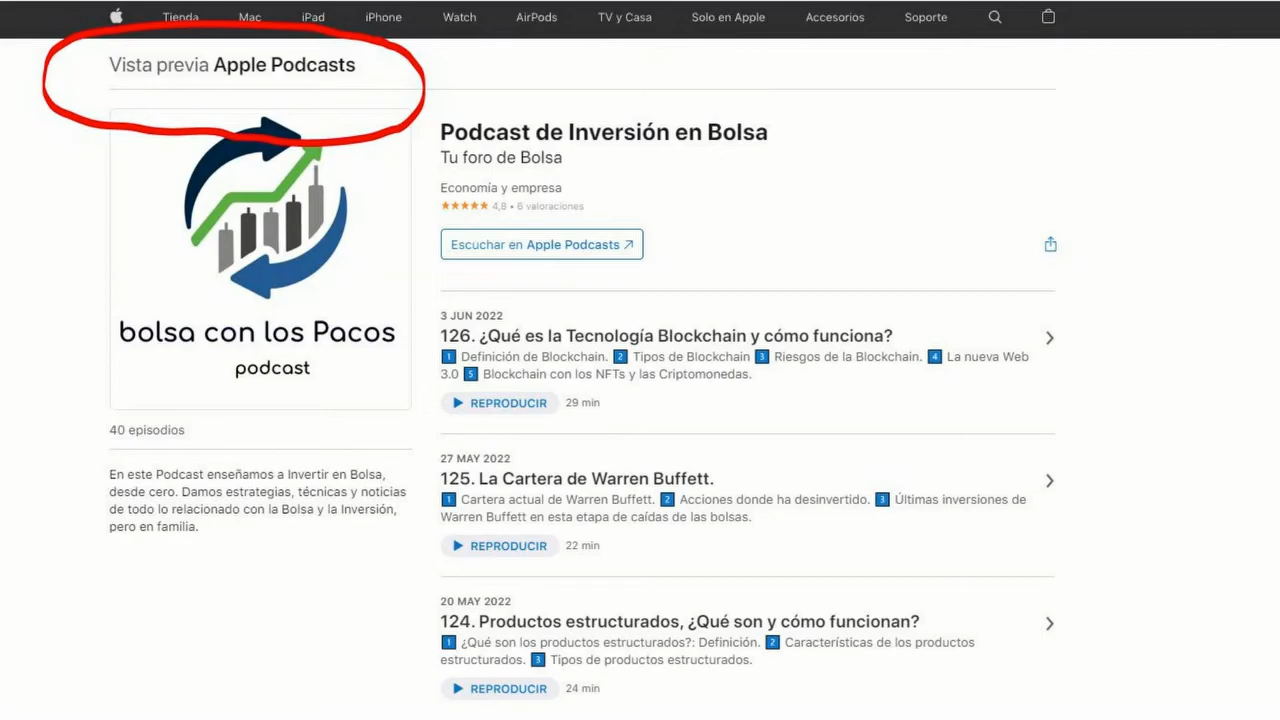 Tienda Mac iPad iPhone Watch AirPods TV y Casa Solo en Apple Accesorios Soporte
Vista previa Apple Podcasts
bolsa con los Pacos
podcast
40 episodios
En este Podcast enseñamos a Invertir en Bolsa,
desde cero. Damos estrategias, técnicas y noticias
de todo lo relacionado con la Bolsa y la Inversión,
pero en familia.
Podcast de Inversión en Bolsa
Tu foro de Bolsa
Economía y empresa
★★★★★ 4,8 • 6 valoraciones
Escuchar en Apple Podcasts ↗
3 JUN 2022
126. ¿Qué es la Tecnología Blockchain y cómo funciona?
1 Definición de Blockchain. 2 Tipos de Blockchain 3 Riesgos de la Blockchain. 4 La nueva Web
3.0 5 Blockchain con los NFTs y las Criptomonedas.
REPRODUCIR 29 min
27 MAY 2022
125. La Cartera de Warren Buffett.
1 Cartera actual de Warren Buffett. 2 Acciones donde ha desinvertido. 3 Últimas inversiones de
Warren Buffett en esta etapa de caídas de las bolsas.
REPRODUCIR 22 min
20 MAY 2022
124. Productos estructurados, ¿Qué son y cómo funcionan?
1 ¿Qué son los productos estructurados?: Definición. 2 Características de los productos
estructurados. 3 Tipos de productos estructurados.
REPRODUCIR 24 min